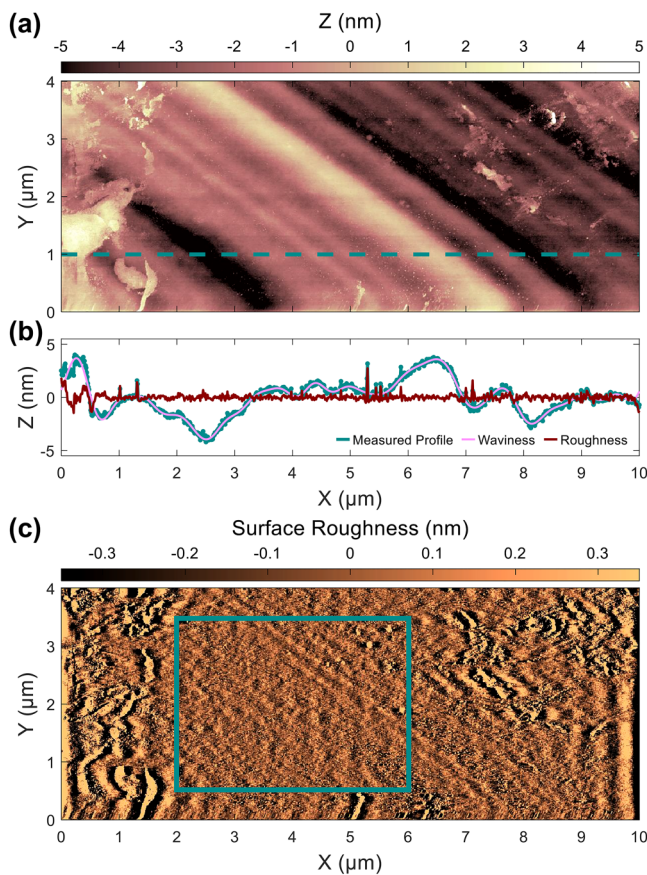 (a)
Z (nm)
-5 -4 -3 -2 -1 0 1 2 3 4 5
4
3
2
1
0
Y (μm)
(b)
5
0
-5
Z (nm)
Measured Profile Waviness Roughness
0 1 2 3 4 5 6 7 8 9 10
X (μm)
(c)
Surface Roughness (nm)
-0.3 -0.2 -0.1 0 0.1 0.2 0.3
4
3
2
1
0
Y (μm)
0 1 2 3 4 5 6 7 8 9 10
X (μm)